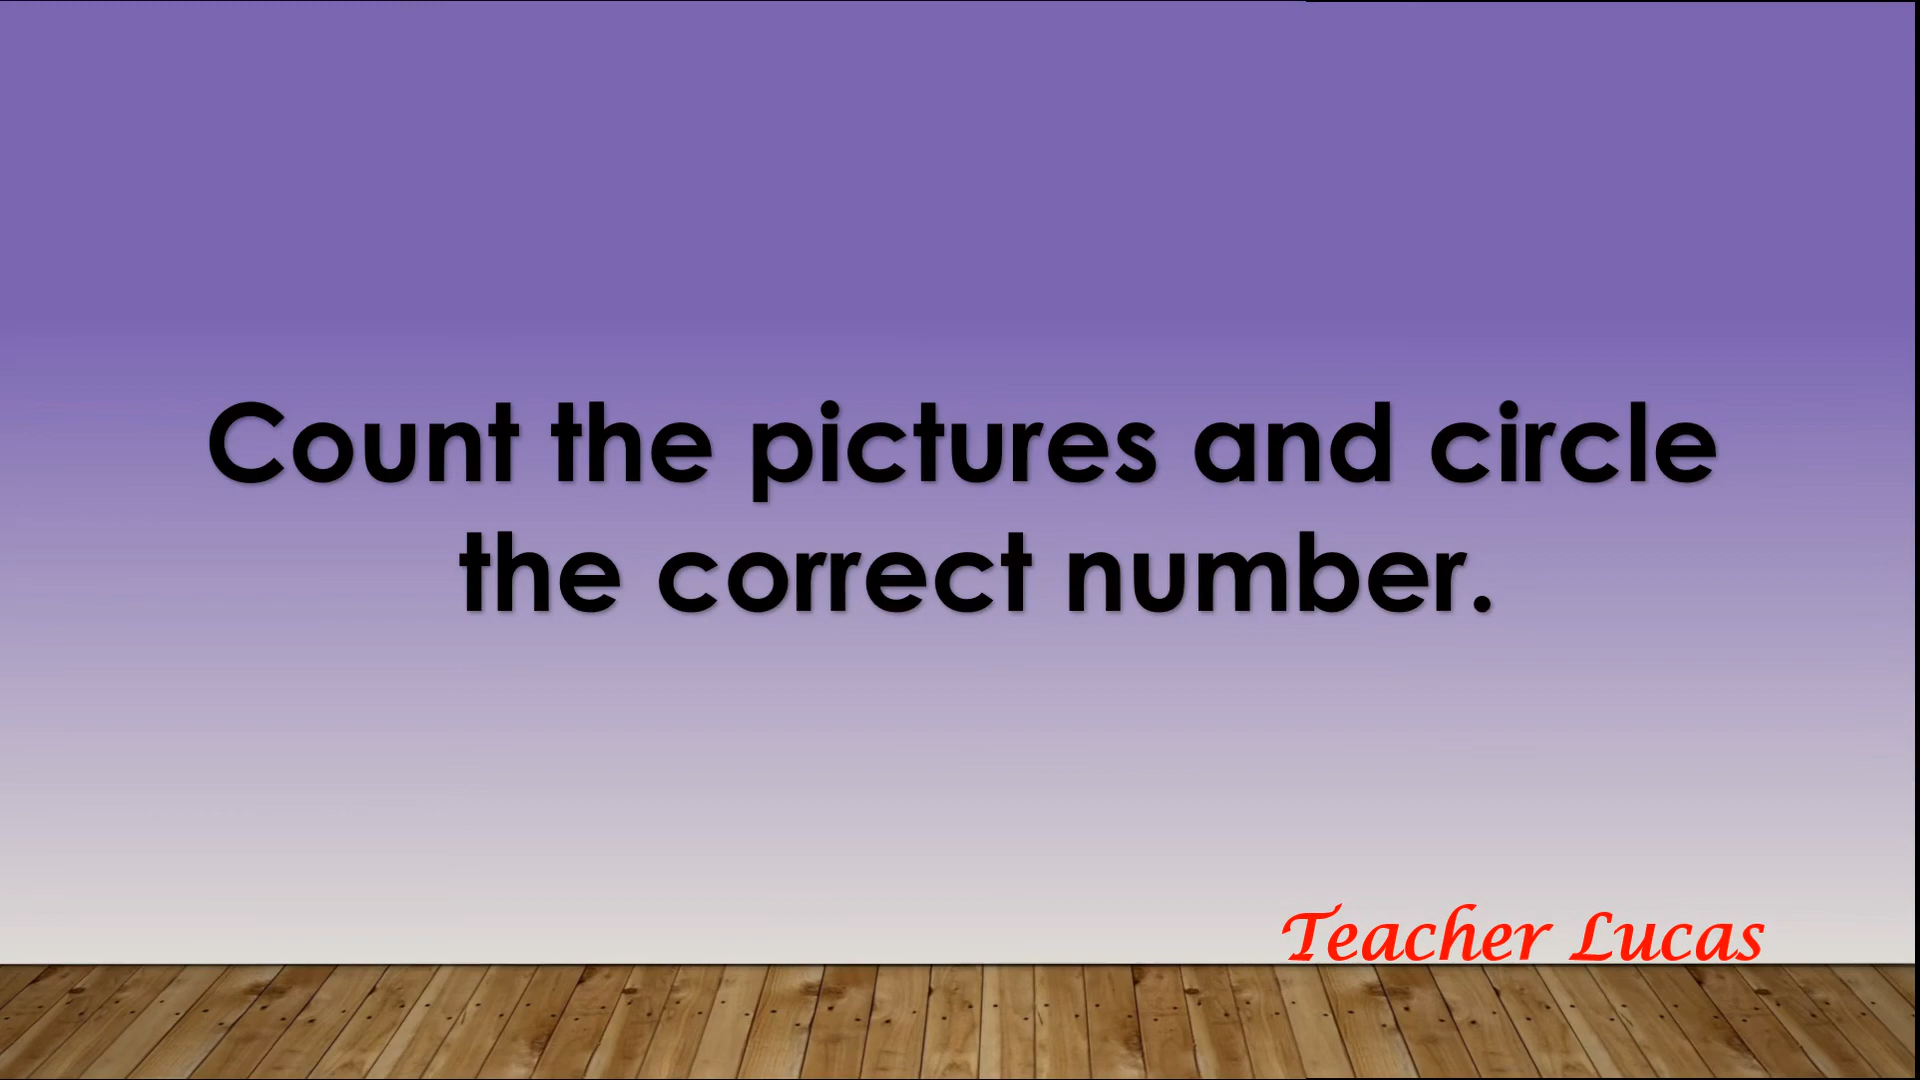 Count the pictures and circle
the correct number.
Teacher Lucas